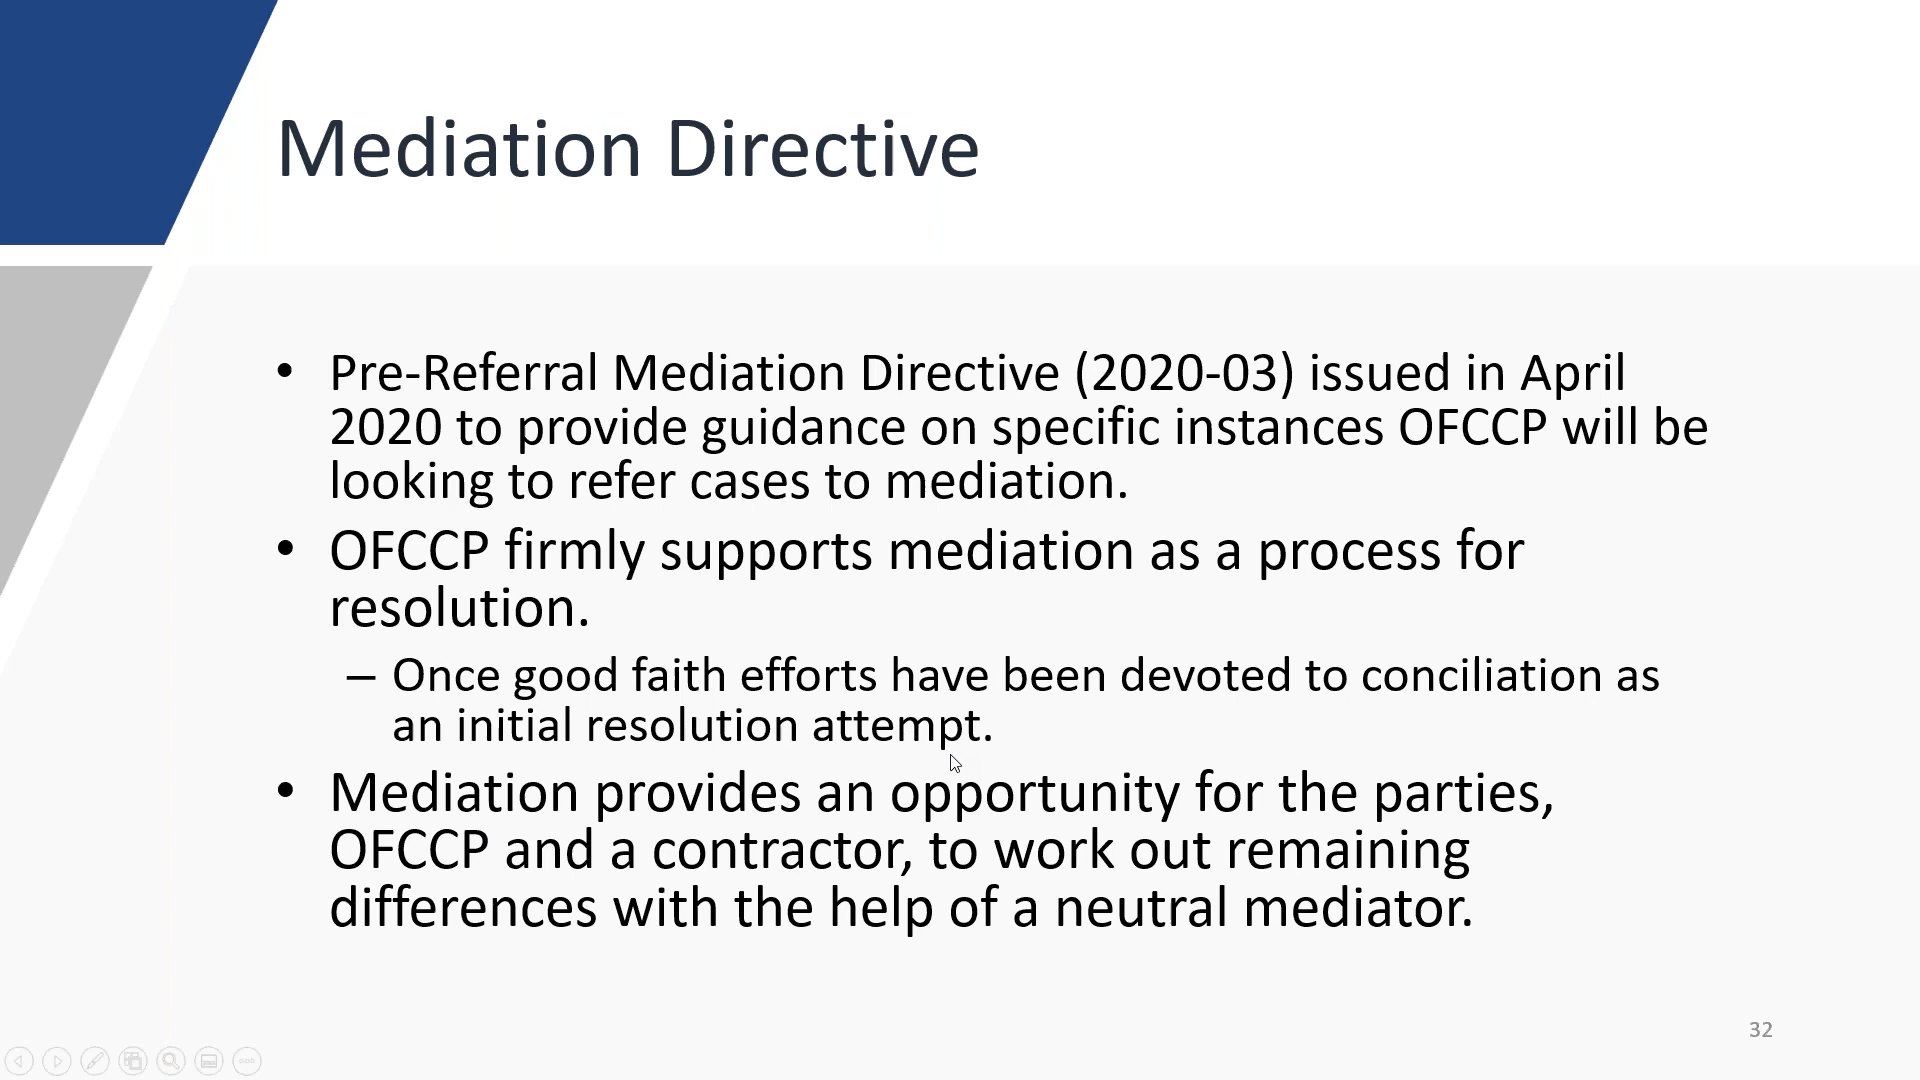 Mediation Directive
• Pre-Referral Mediation Directive (2020-03) issued in April
2020 to provide guidance on specific instances OFCCP will be
looking to refer cases to mediation.
• OFCCP firmly supports mediation as a process for
resolution.
– Once good faith efforts have been devoted to conciliation as
an initial resolution attempt.
• Mediation provides an opportunity for the parties,
OFCCP and a contractor, to work out remaining
differences with the help of a neutral mediator.
32